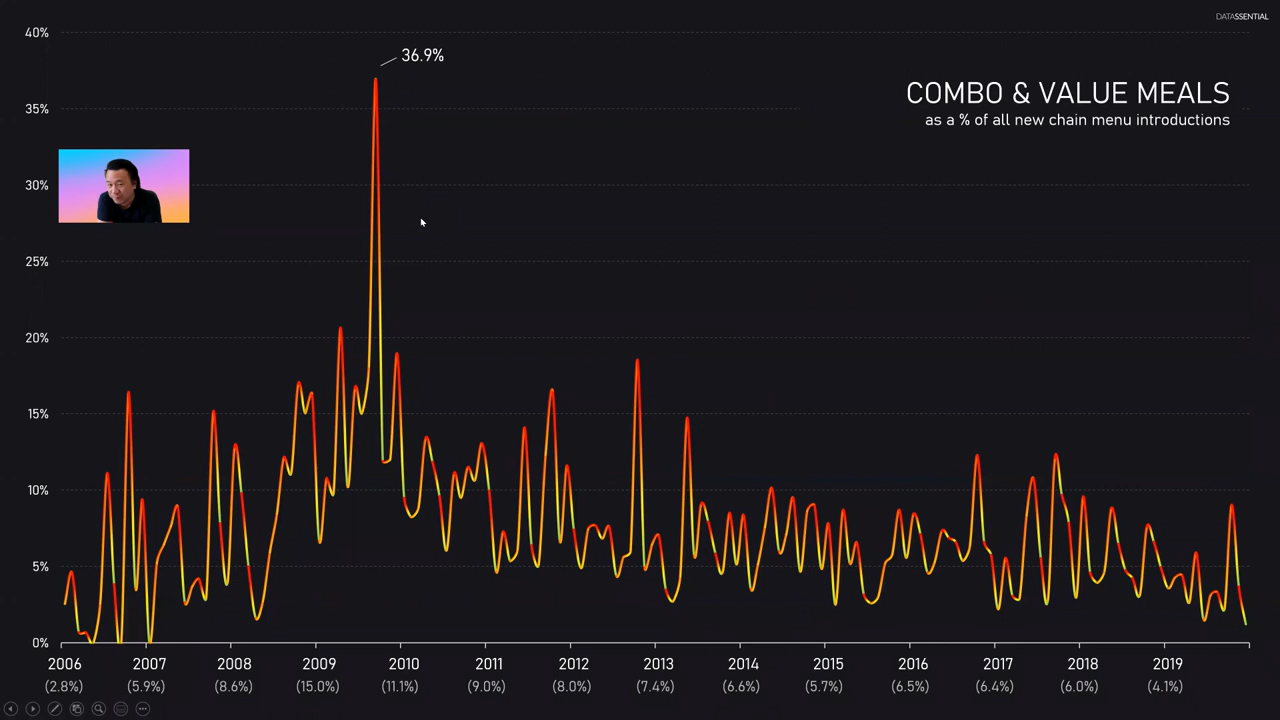 DATASSENTIAL
COMBO & VALUE MEALS
as a % of all new chain menu introductions
36.9%
40%
35%
30%
25%
20%
15%
10%
5%
0%
2006 2007 2008 2009 2010 2011 2012 2013 2014 2015 2016 2017 2018 2019
(2.8%) (5.9%) (8.6%) (15.0%) (11.1%) (9.0%) (8.0%) (7.4%) (6.6%) (5.7%) (6.5%) (6.4%) (6.0%) (4.1%)